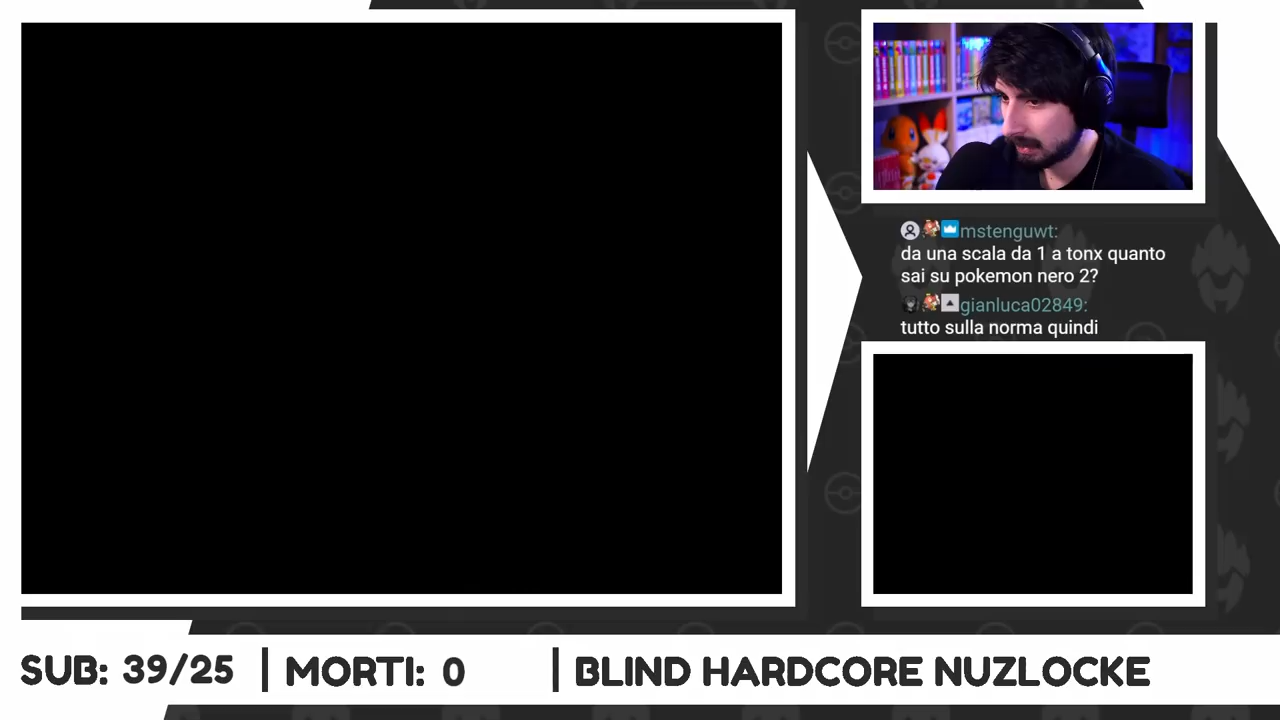 mstenguwt:
da una scala da 1 a tonx quanto
sai su pokemon nero 2?
gianluca02849:
tutto sulla norma quindi
SUB: 39/25 | MORTI: 0 | BLIND HARDCORE NUZLOCKE